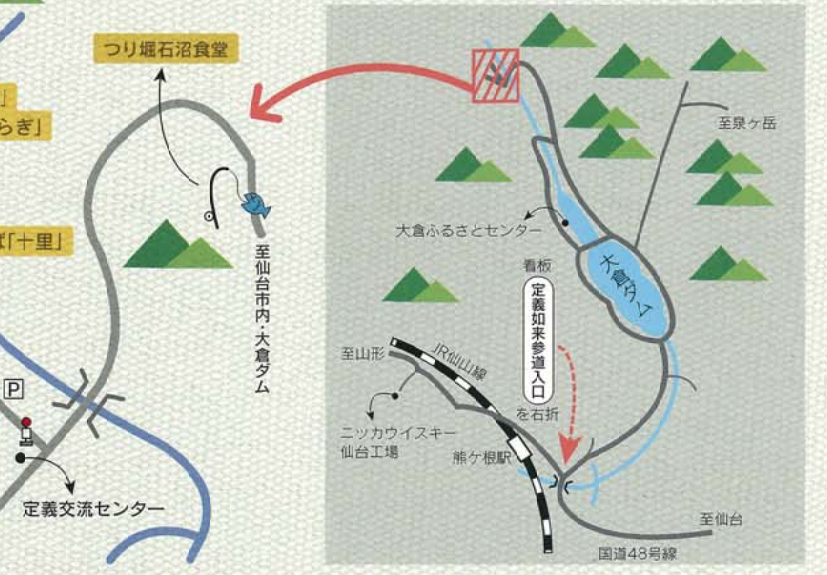 つり堀石沼食堂
」
らぎ」
ば「十里」
至仙台市内・大倉ダム
P
定義交流センター
至泉ケ岳
大倉ふるさとセンター
大倉ダム
看板
定義如来参道入口
を右折
至山形
JR仙山線
ニッカウイスキー
仙台工場
熊ケ根駅
至仙台
国道48号線